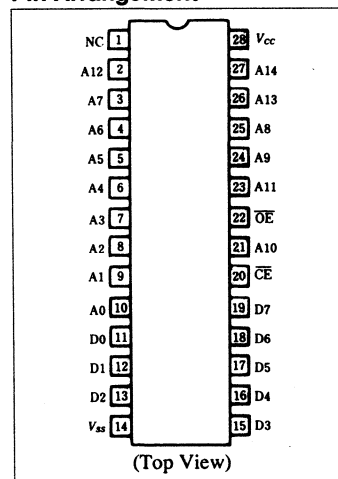 Pin Arrangement
NC 1 28 Vcc
A12 2 27 A14
A7 3 26 A13
A6 4 25 A8
A5 5 24 A9
A4 6 23 A11
A3 7 22 O̅E̅
A2 8 21 A10
A1 9 20 C̅E̅
A0 10 19 D7
D0 11 18 D6
D1 12 17 D5
D2 13 16 D4
Vss 14 15 D3
(Top View)